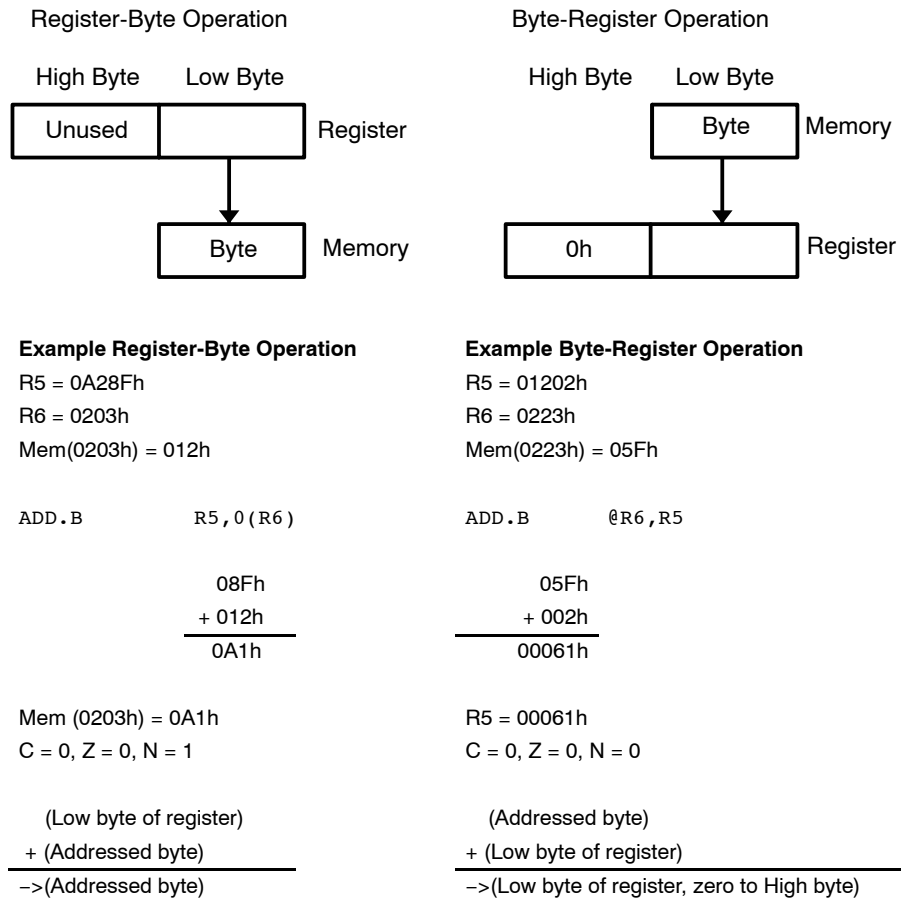 Register-Byte Operation
High Byte Low Byte
Unused
Register
Byte
Memory
Example Register-Byte Operation
R5 = 0A28Fh
R6 = 0203h
Mem(0203h) = 012h
ADD.B R5,0(R6)
08Fh
+ 012h
0A1h
Mem (0203h) = 0A1h
C = 0, Z = 0, N = 1
(Low byte of register)
+ (Addressed byte)
−>(Addressed byte)
Byte-Register Operation
High Byte Low Byte
Byte
Memory
0h
Register
Example Byte-Register Operation
R5 = 01202h
R6 = 0223h
Mem(0223h) = 05Fh
ADD.B @R6,R5
05Fh
+ 002h
00061h
R5 = 00061h
C = 0, Z = 0, N = 0
(Addressed byte)
+ (Low byte of register)
−>(Low byte of register, zero to High byte)